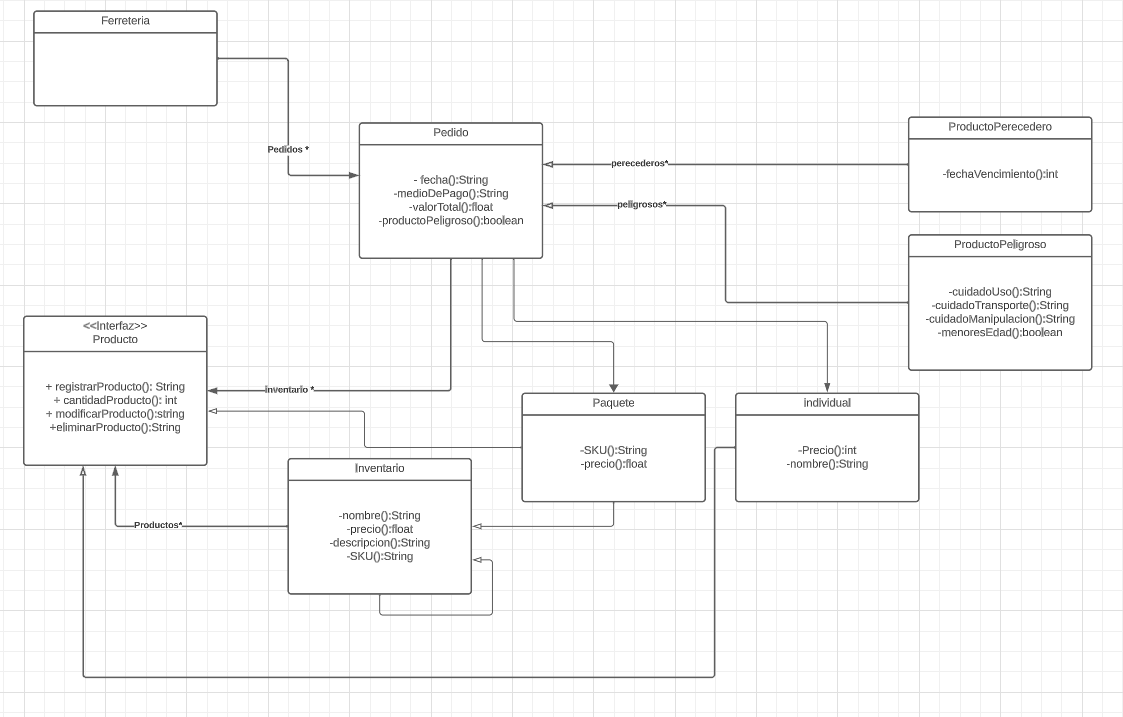 Ferreteria
Pedidos *
Pedido
- fecha():String
-medioDePago():String
-valorTotal():float
-productoPeligroso():boolean
perecederos*
peligrosos*
ProductoPerecedero
-fechaVencimiento():int
ProductoPeligroso
-cuidadoUso():String
-cuidadoTransporte():String
-cuidadoManipulacion():String
-menoresEdad():boolean
<<Interfaz>>
Producto
+ registrarProducto(): String
+ cantidadProducto(): int
+ modificarProducto():string
+eliminarProducto():String
inventario *
Paquete
-SKU():String
-precio():float
individual
-Precio():int
-nombre():String
Inventario
-nombre():String
-precio():float
-descripcion():String
-SKU():String
Productos*